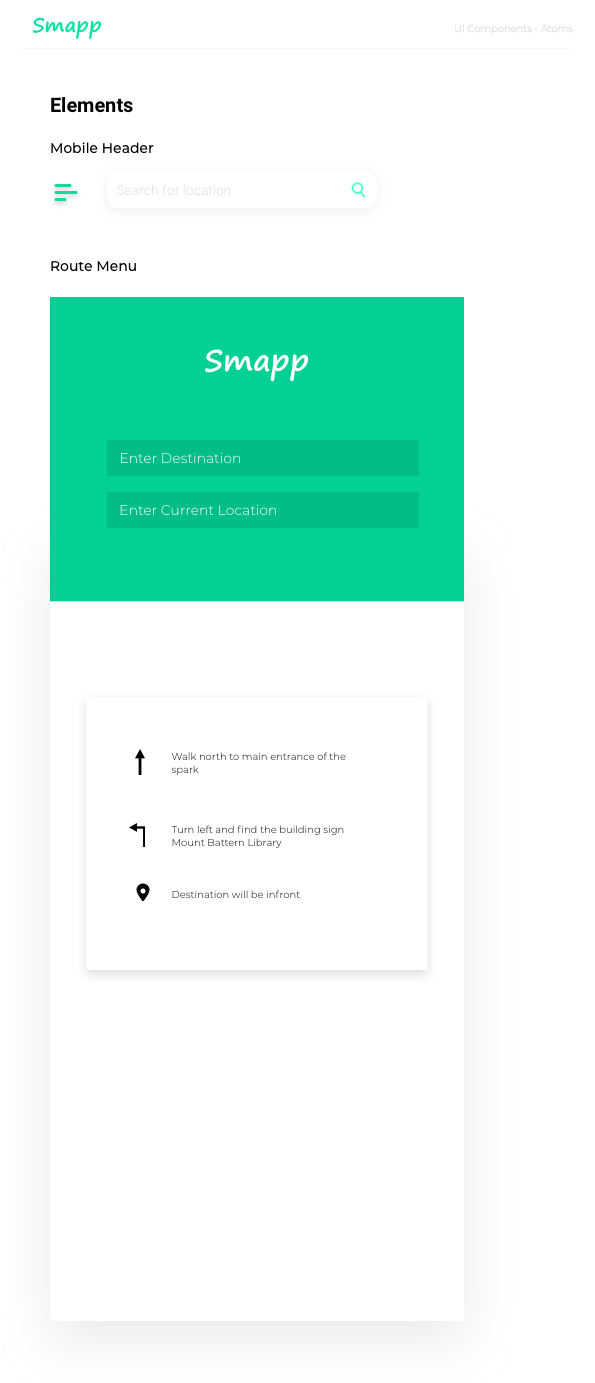 Smapp
UI Components - Atoms
Elements
Mobile Header
Search for location
Route Menu
Smapp
Enter Destination
Enter Current Location
Walk north to main entrance of the
spark
Turn left and find the building sign
Mount Battern Library
Destination will be infront